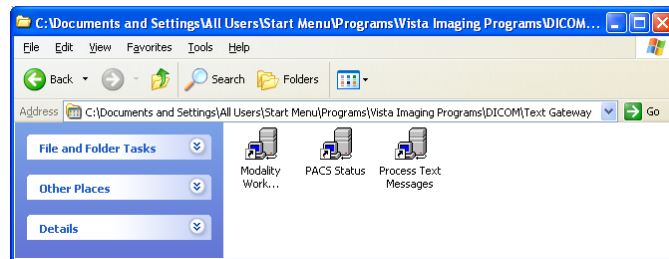 C:\Documents and Settings\All Users\Start Menu\Programs\Vista Imaging Programs\DICOM...
File Edit View Favorites Tools Help
Back Search Folders
Address C:\Documents and Settings\All Users\Start Menu\Programs\Vista Imaging Programs\DICOM\Text Gateway Go
File and Folder Tasks
Other Places
Details
Modality
Work...
PACS Status
Process Text
Messages